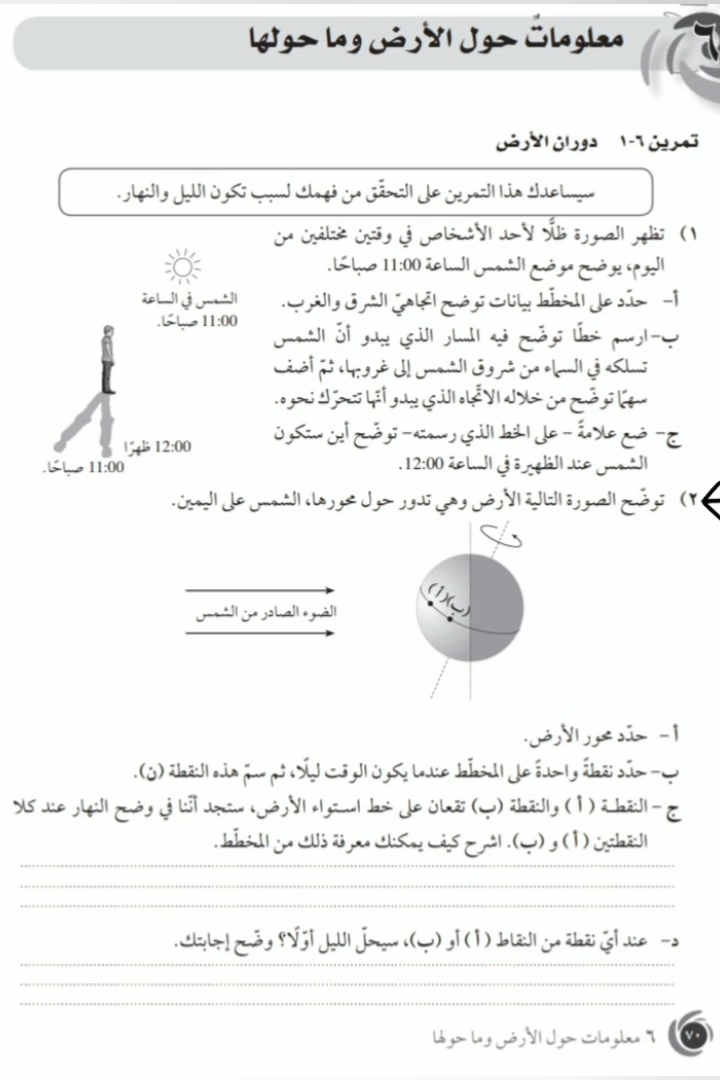 ٦
معلوماتٌ حول الأرض وما حولها
تمرين ٦-١ دوران الأرض
سيساعدك هذا التمرين على التحقّق من فهمك لسبب تكون الليل والنهار.
١) تظهر الصورة ظلًّا لأحد الأشخاص في وقتين مختلفين من
اليوم، يوضح موضع الشمس الساعة 11:00 صباحًا.
أ- حدّد على المخطّط بيانات توضح اتجاهيّ الشرق والغرب.
ب- ارسم خطًا توضّح فيه المسار الذي يبدو أنّ الشمس
تسلكه في السماء من شروق الشمس إلى غروبها، ثمّ أضف
سهمًا توضّح من خلاله الاتّجاه الذي يبدو أنّها تتحرّك نحوه.
ج- ضع علامةً - على الخط الذي رسمته- توضّح أين ستكون
الشمس عند الظهيرة في الساعة 12:00.
الشمس في الساعة
11:00 صباحًا.
12:00 ظهرًا
11:00 صباحًا.
٢) توضّح الصورة التالية الأرض وهي تدور حول محورها، الشمس على اليمين.
الضوء الصادر من الشمس
(أ)
(ب)
أ- حدّد محور الأرض.
ب- حدّد نقطةً واحدةً على المخطّط عندما يكون الوقت ليلًا، ثم سمّ هذه النقطة (ن).
ج- النقطة (أ) والنقطة (ب) تقعان على خط استواء الأرض، ستجد أنّنا في وضح النهار عند كلا
النقطتين (أ) و (ب). اشرح كيف يمكنك معرفة ذلك من المخطّط.
د- عند أيّ نقطة من النقاط (أ) أو (ب)، سيحلّ الليل أوّلًا؟ وضّح إجابتك.
٧٠
٦ معلومات حول الأرض وما حولها